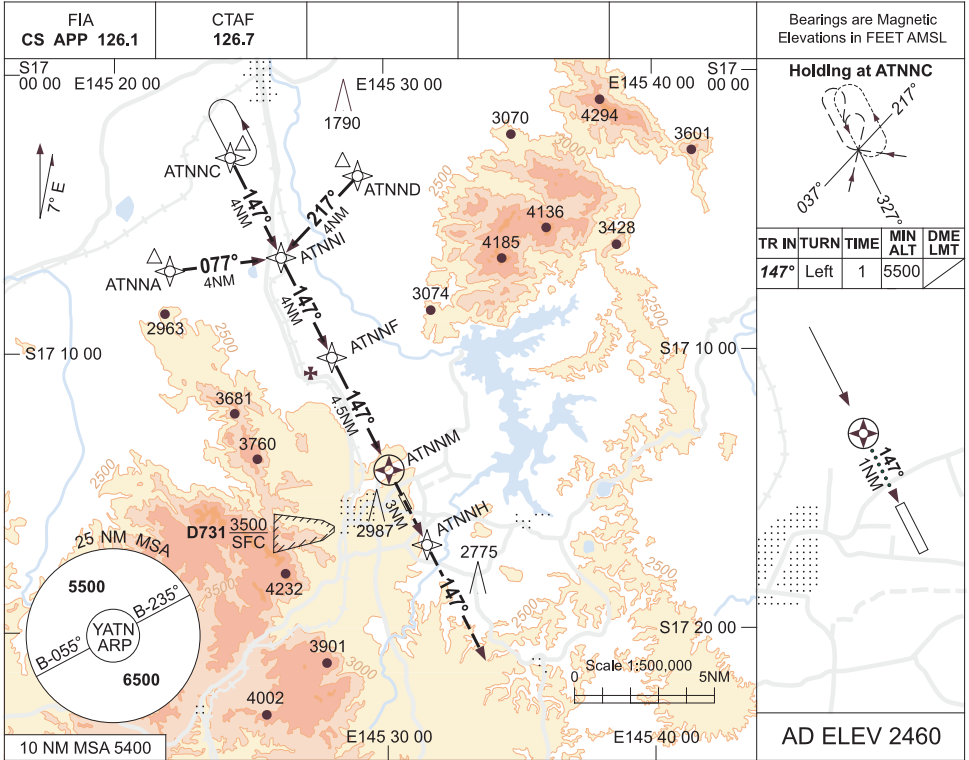 FIA
CS APP 126.1
CTAF
126.7
Bearings are Magnetic
Elevations in FEET AMSL
S17
00 00
E145 20
E145 30
E145 40
S17
00 00
Holding at ATNNC
217°
037°
327°
TR IN TURN TIME MIN ALT DME LMT
147° Left 1 5500
7° E
1790
3070
4294
3601
3000
2500
ATNNC
ATNND
147°
4NM
217°
4NM
4136
4185
3428
ATNNI
ATNNA
077°
4NM
147°
4NM
3074
2963
2500
ATNNF
S17 10 00
S17 10 00
147°
4.5NM
3681
3760
2500
2500
ATNNM
147°
1NM
D731 3500
SFC
2987
3NM
ATNNH
2775
147°
2500
2500
3500
4232
25 NM MSA
5500
B-235°
YATN
ARP
B-055°
6500
3901
3000
4002
S17 20 00
Scale 1:500,000
0 5NM
10 NM MSA 5400
E145 30
E145 40
AD ELEV 2460